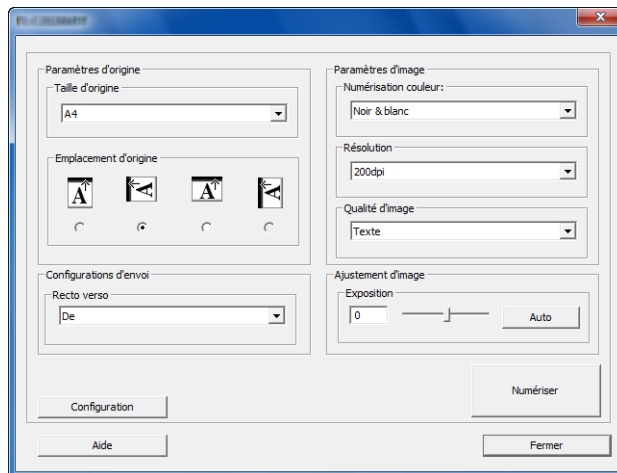 Paramètres d'origine
Taille d'origine
A4
Emplacement d'origine
A A A A
Configurations d'envoi
Recto verso
De
Paramètres d'image
Numérisation couleur:
Noir & blanc
Résolution
200dpi
Qualité d'image
Texte
Ajustement d'image
Exposition
0
Auto
Configuration
Numériser
Aide
Fermer